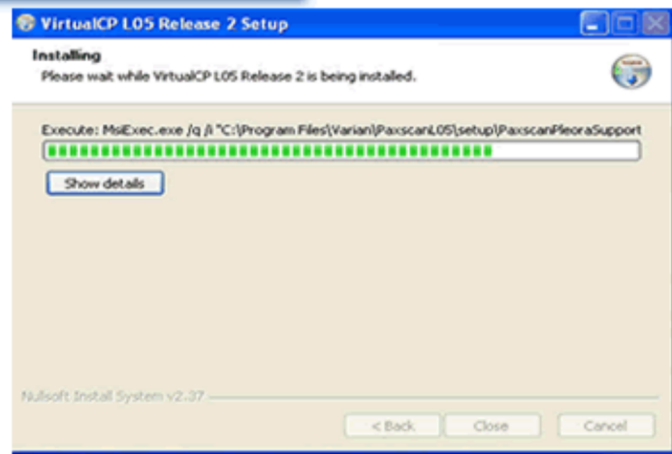 VirtualCP L05 Release 2 Setup
Installing
Please wait while VirtualCP L05 Release 2 is being installed.
Execute: MsiExec.exe /q /i "C:\Program Files\Varian\PaxscanL05\setup\PaxscanPleoraSupport
Show details
Nullsoft Install System v2.37
< Back
Close
Cancel